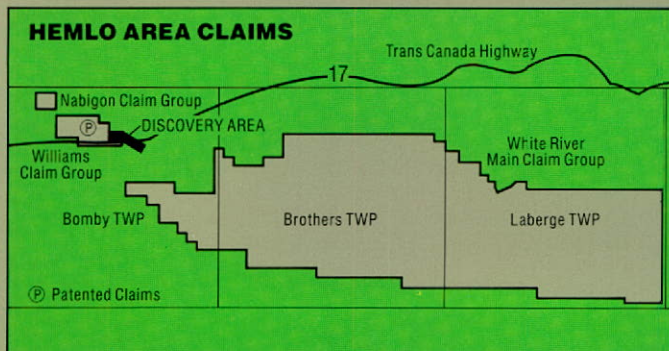 HEMLO AREA CLAIMS
Trans Canada Highway
17
Nabigon Claim Group
P
DISCOVERY AREA
Williams
Claim Group
White River
Main Claim Group
Bomby TWP
Brothers TWP
Laberge TWP
P Patented Claims